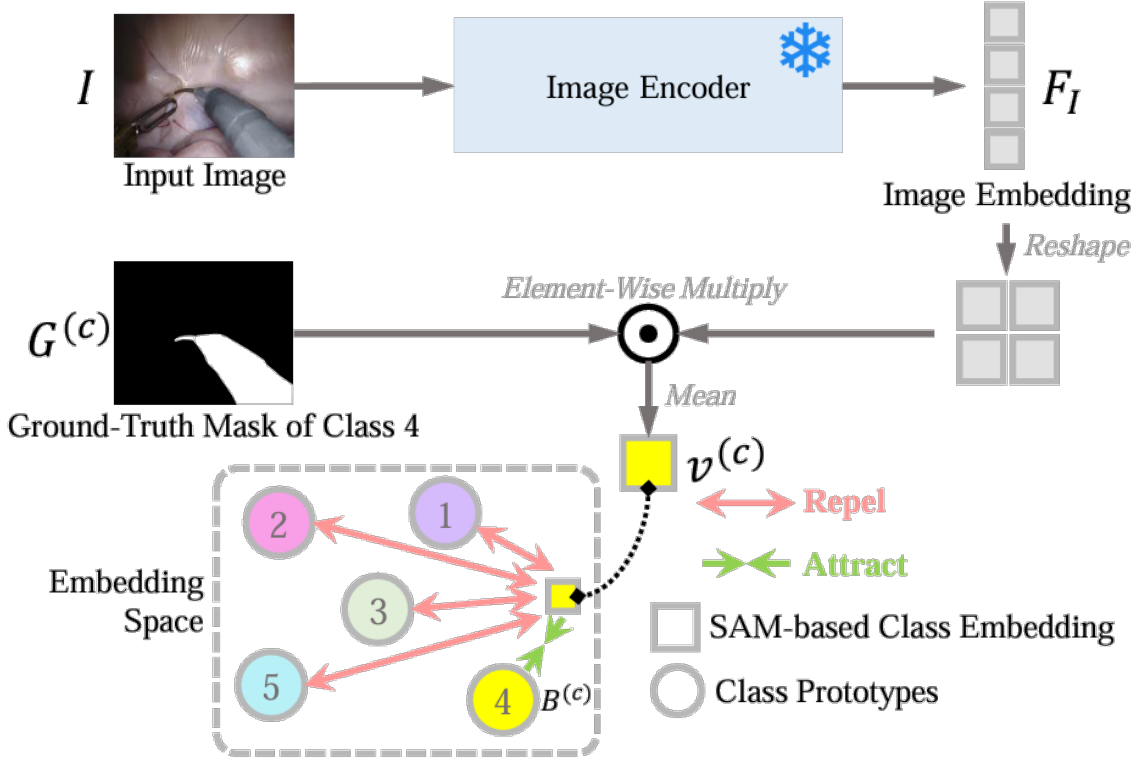 I
Input Image
Image Encoder
F_I
Image Embedding
Reshape
G^(c)
Element-Wise Multiply
Ground-Truth Mask of Class 4
Mean
v^(c)
Repel
Attract
SAM-based Class Embedding
Class Prototypes
Embedding
Space
2
1
3
5
4
B^(c)